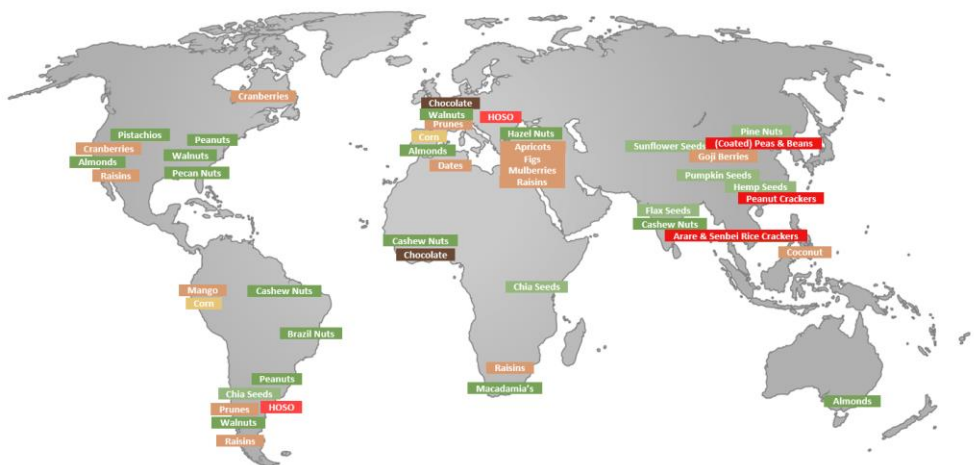 Cranberries
Pistachios
Peanuts
Cranberries
Walnuts
Almonds
Pecan Nuts
Raisins
Mango
Cashew Nuts
Corn
Brazil Nuts
Peanuts
Chia Seeds
Prunes
HOSO
Walnuts
Raisins
Chocolate
Walnuts
HOSO
Prunes
Corn
Hazel Nuts
Almonds
Apricots
Figs
Dates
Mulberries
Raisins
Cashew Nuts
Chocolate
Chia Seeds
Raisins
Macadamia's
Pine Nuts
Sunflower Seeds
(Coated) Peas & Beans
Goji Berries
Pumpkin Seeds
Hemp Seeds
Peanut Crackers
Flax Seeds
Cashew Nuts
Arare & Senbei Rice Crackers
Coconut
Almonds